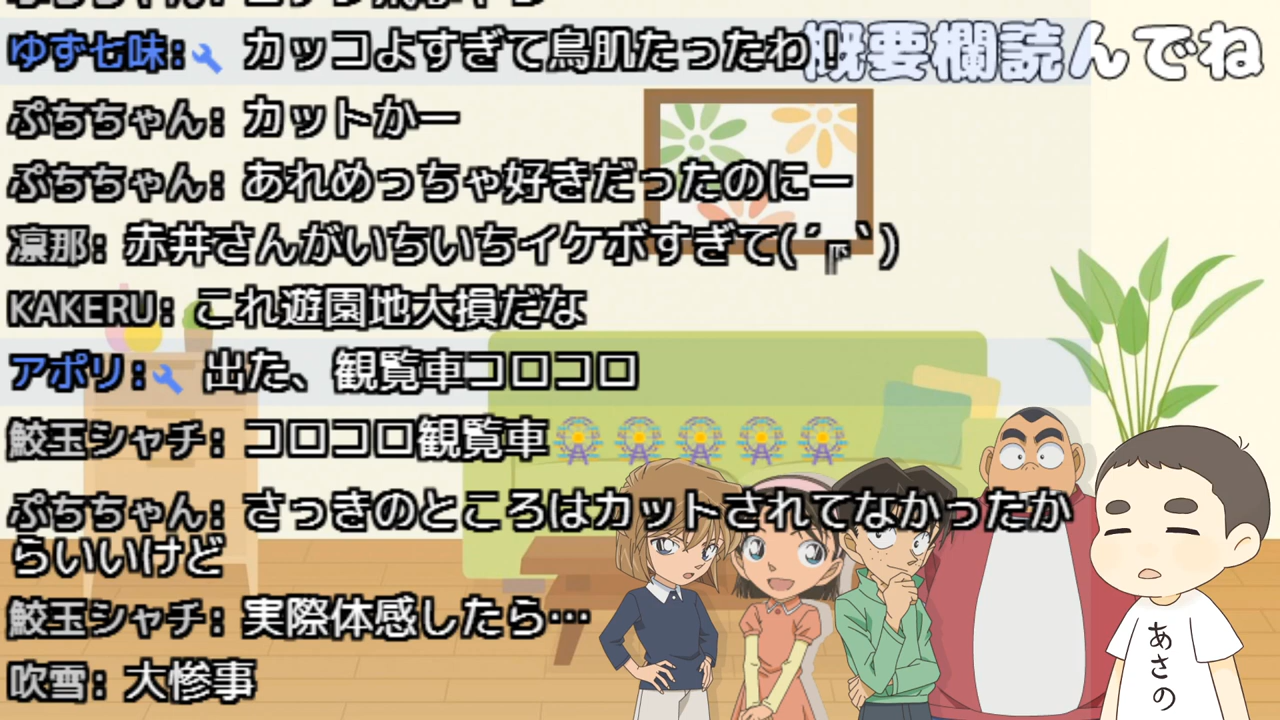 ゆず七味: カッコよすぎて鳥肌たったわ!
概要欄読んでね
ぷちちゃん: カットかー
ぷちちゃん: あれめっちゃ好きだったのにー
凛那: 赤井さんがいちいちイケボすぎて(´╔`)
KAKERU: これ遊園地大損だな
アポリ: 出た、観覧車コロコロ
鮫玉シャチ: コロコロ観覧車🎡🎡🎡🎡🎡
ぷちちゃん: さっきのところはカットされてなかったか
らいいけど
鮫玉シャチ: 実際体感したら…
吹雪: 大惨事
あさの